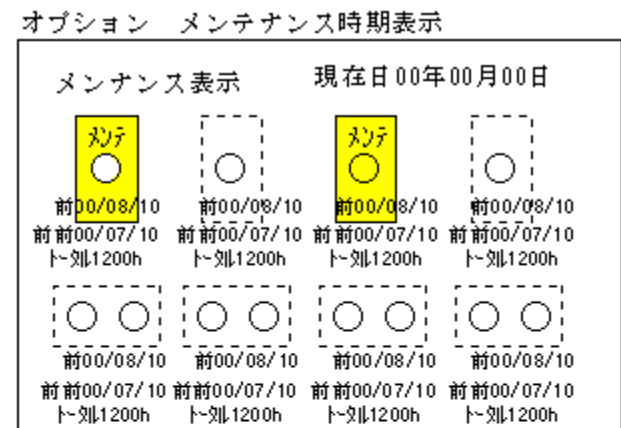 オプション　メンテナンス時期表示
メンナンス表示　現在日00年00月00日
ﾒﾝﾃ　ﾒﾝﾃ
前00/08/10　前00/08/10　前00/08/10　前00/08/10
前前00/07/10　前前00/07/10　前前00/07/10　前前00/07/10
ﾄｰﾀﾙ1200h　ﾄｰﾀﾙ1200h　ﾄｰﾀﾙ1200h　ﾄｰﾀﾙ1200h
前00/08/10　前00/08/10　前00/08/10　前00/08/10
前前00/07/10　前前00/07/10　前前00/07/10　前前00/07/10
ﾄｰﾀﾙ1200h　ﾄｰﾀﾙ1200h　ﾄｰﾀﾙ1200h　ﾄｰﾀﾙ1200h